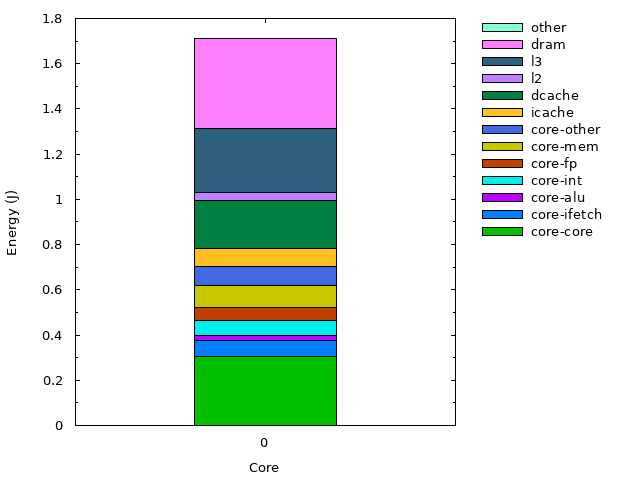 1.8
1.6
1.4
1.2
1
0.8
0.6
0.4
0.2
0
Energy (J)
0
Core
other
dram
l3
l2
dcache
icache
core-other
core-mem
core-fp
core-int
core-alu
core-ifetch
core-core